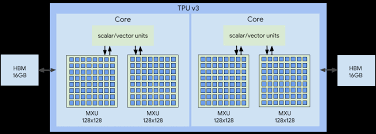 TPU v3
Core
Core
scalar/vector units
scalar/vector units
HBM
16GB
HBM
16GB
MXU
128x128
MXU
128x128
MXU
128x128
MXU
128x128